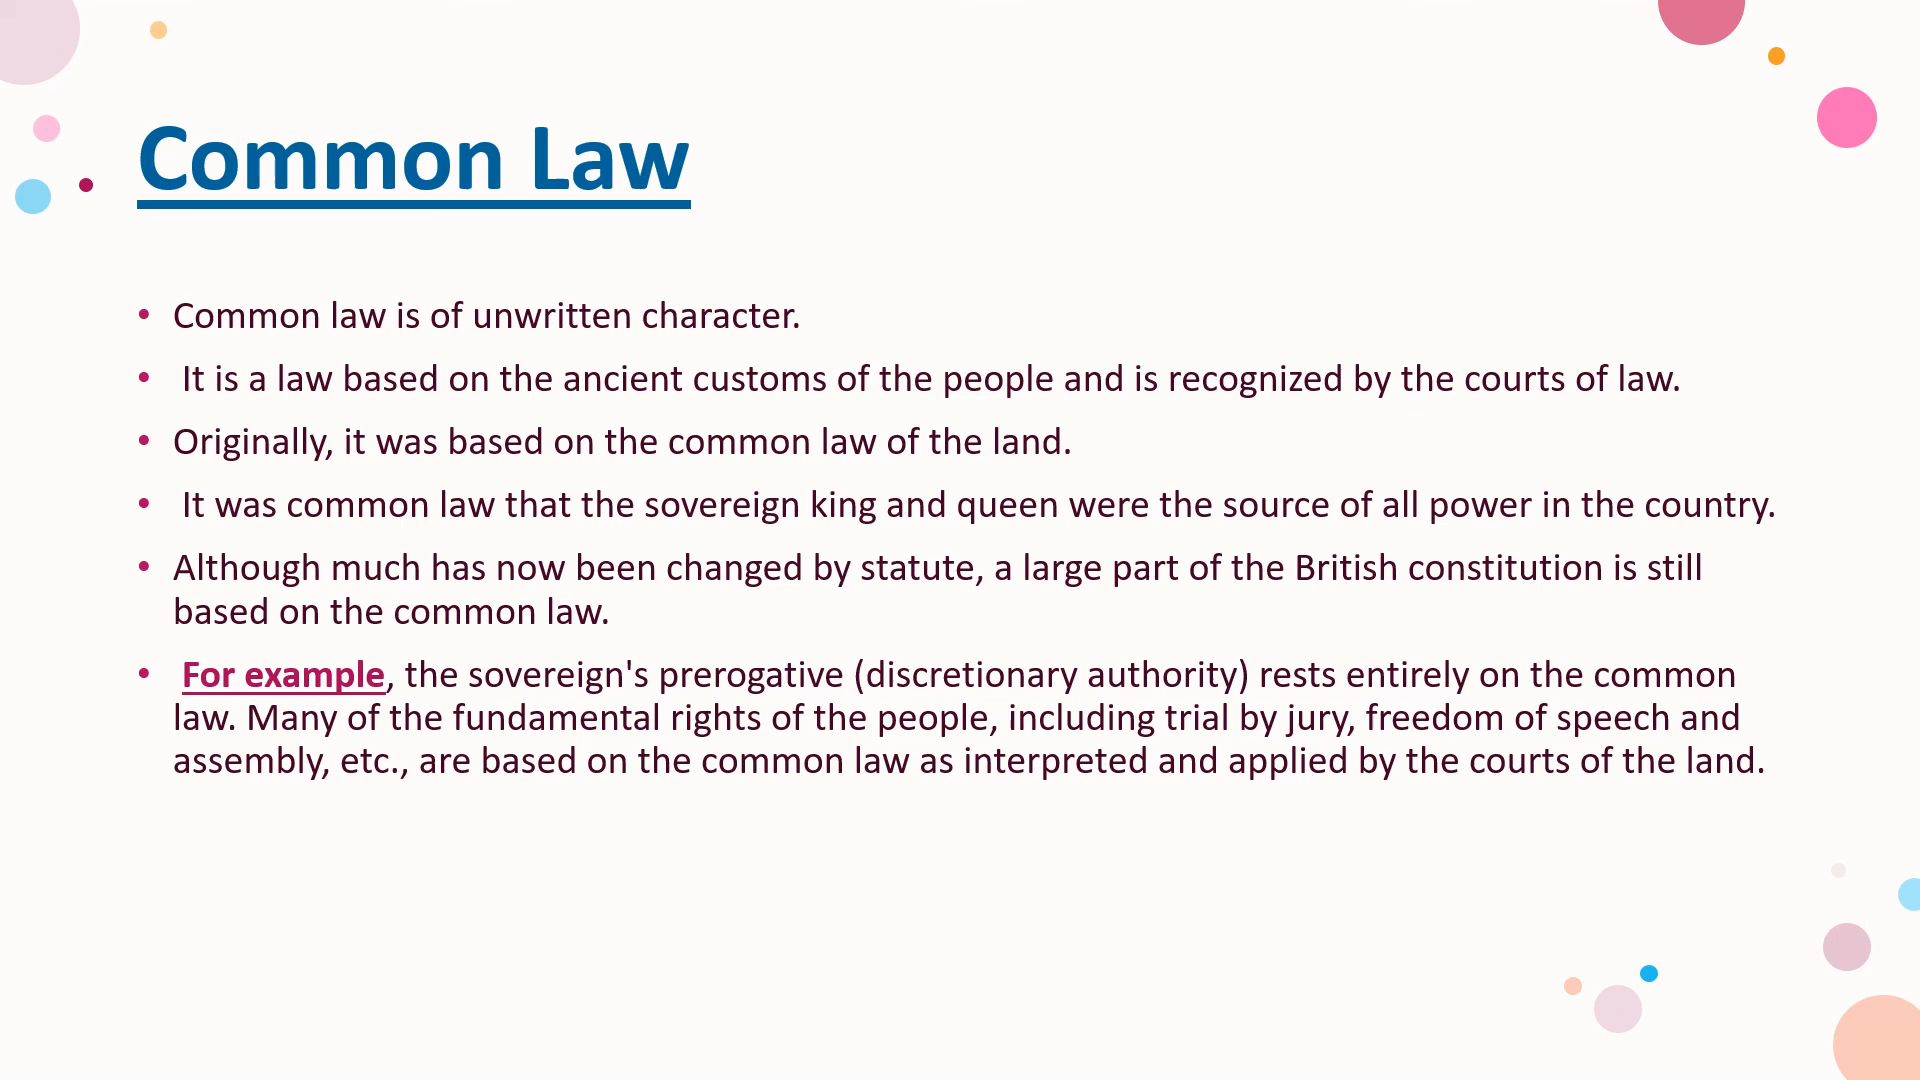 Common Law
• Common law is of unwritten character.
• It is a law based on the ancient customs of the people and is recognized by the courts of law.
• Originally, it was based on the common law of the land.
• It was common law that the sovereign king and queen were the source of all power in the country.
• Although much has now been changed by statute, a large part of the British constitution is still
based on the common law.
• For example, the sovereign's prerogative (discretionary authority) rests entirely on the common
law. Many of the fundamental rights of the people, including trial by jury, freedom of speech and
assembly, etc., are based on the common law as interpreted and applied by the courts of the land.